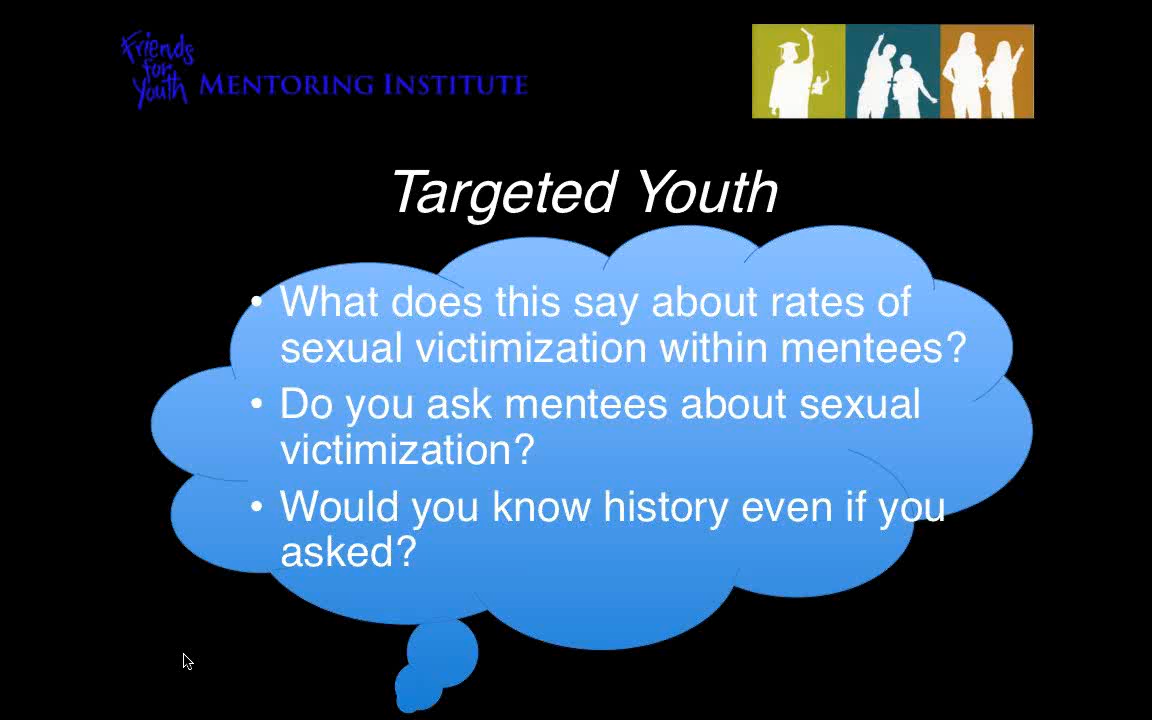 Friends
for
Youth MENTORING INSTITUTE
Targeted Youth
• What does this say about rates of
sexual victimization within mentees?
• Do you ask mentees about sexual
victimization?
• Would you know history even if you
asked?